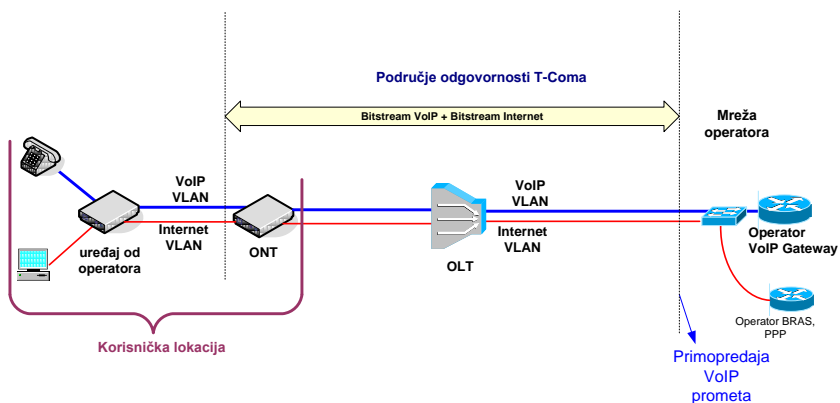 Područje odgovornosti T-Coma
Bitstream VoIP + Bitstream Internet
Mreža
operatora
VoIP
VLAN
Internet
VLAN
uređaj od
operatora
ONT
OLT
VoIP
VLAN
Internet
VLAN
Operator
VoIP Gateway
Operator BRAS,
PPP
Korisnička lokacija
Primopredaja
VoIP
prometa